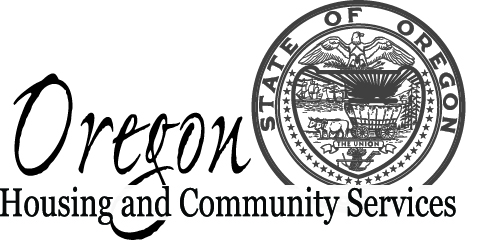 STATE OF OREGON
THE UNION
Oregon
Housing and Community Services